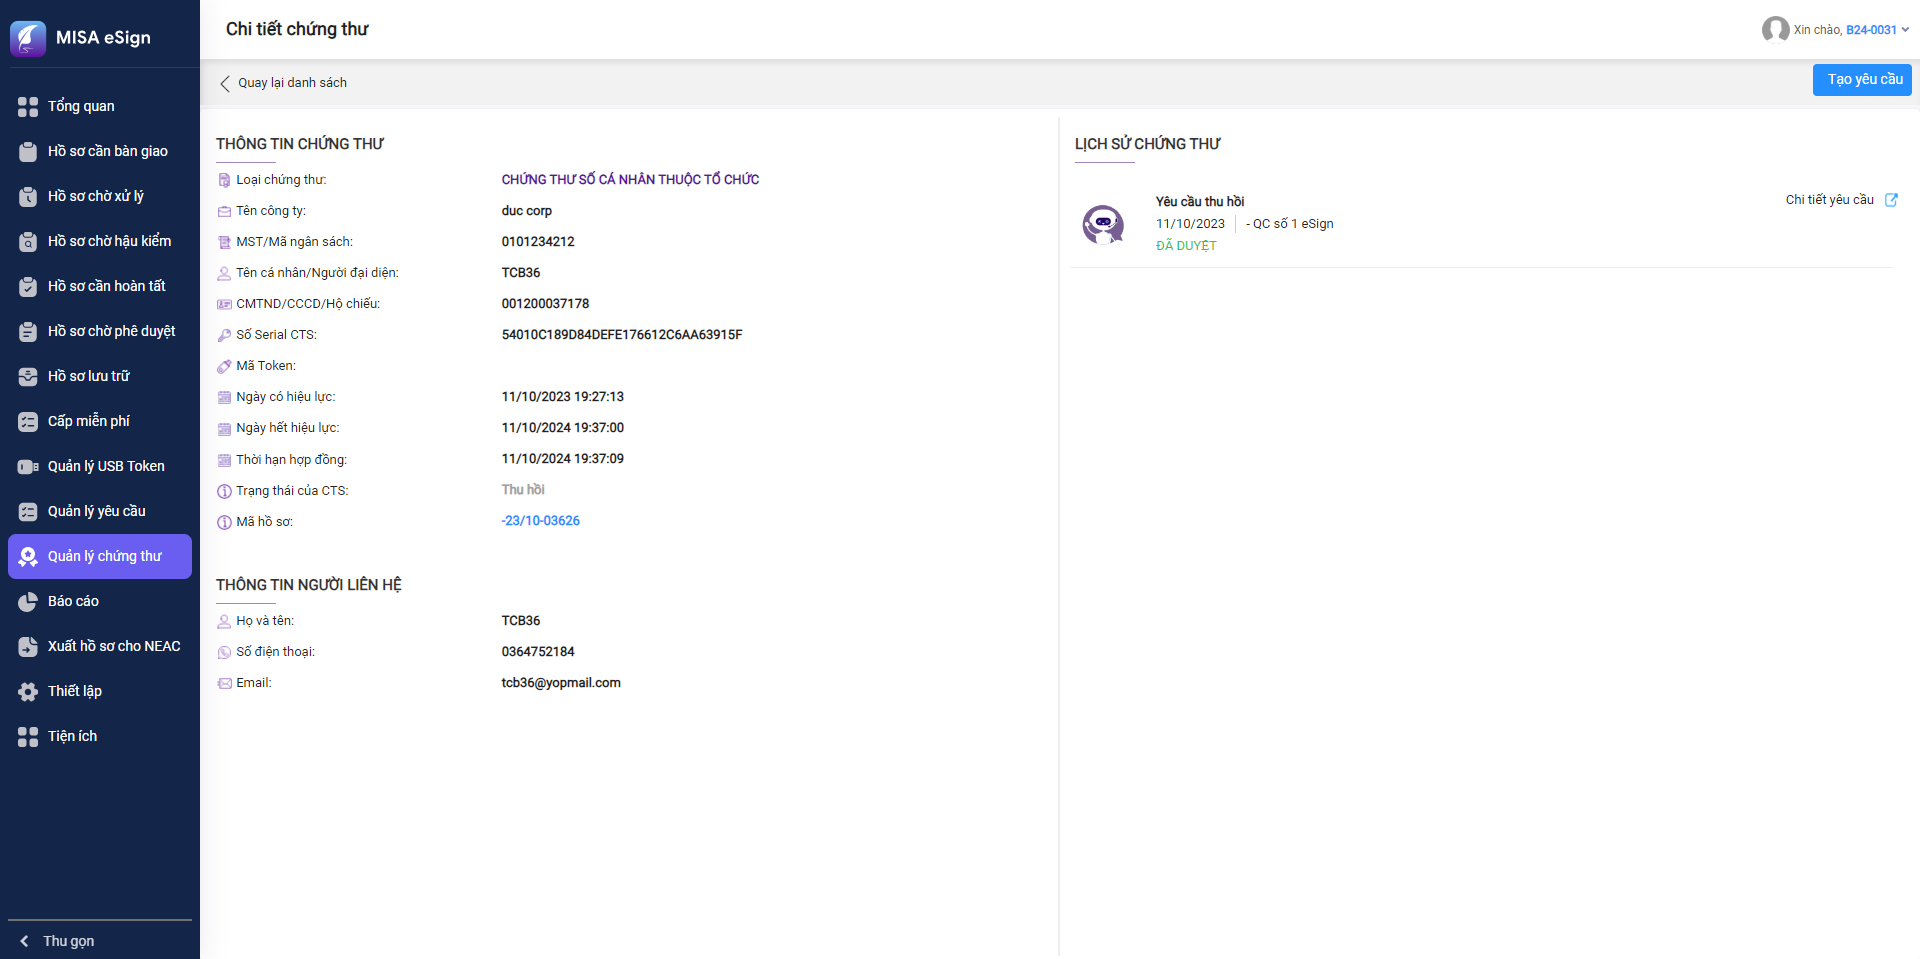 MISA eSign
Tổng quan
Hồ sơ cần bàn giao
Hồ sơ chờ xử lý
Hồ sơ chờ hậu kiểm
Hồ sơ cần hoàn tất
Hồ sơ chờ phê duyệt
Hồ sơ lưu trữ
Cấp miễn phí
Quản lý USB Token
Quản lý yêu cầu
Quản lý chứng thư
Báo cáo
Xuất hồ sơ cho NEAC
Thiết lập
Tiện ích
Thu gọn
Chi tiết chứng thư
Xin chào, B24-0031
Quay lại danh sách
Tạo yêu cầu
THÔNG TIN CHỨNG THƯ
Loại chứng thư: CHỨNG THƯ SỐ CÁ NHÂN THUỘC TỔ CHỨC
Tên công ty: duc corp
MST/Mã ngân sách: 0101234212
Tên cá nhân/Người đại diện: TCB36
CMTND/CCCD/Hộ chiếu: 001200037178
Số Serial CTS: 54010C189D84DEFE176612C6AA63915F
Mã Token:
Ngày có hiệu lực: 11/10/2023 19:27:13
Ngày hết hiệu lực: 11/10/2024 19:37:00
Thời hạn hợp đồng: 11/10/2024 19:37:09
Trạng thái của CTS: Thu hồi
Mã hồ sơ: -23/10-03626
THÔNG TIN NGƯỜI LIÊN HỆ
Họ và tên: TCB36
Số điện thoại: 0364752184
Email: tcb36@yopmail.com
LỊCH SỬ CHỨNG THƯ
Yêu cầu thu hồi
11/10/2023 - QC số 1 eSign
ĐÃ DUYỆT
Chi tiết yêu cầu